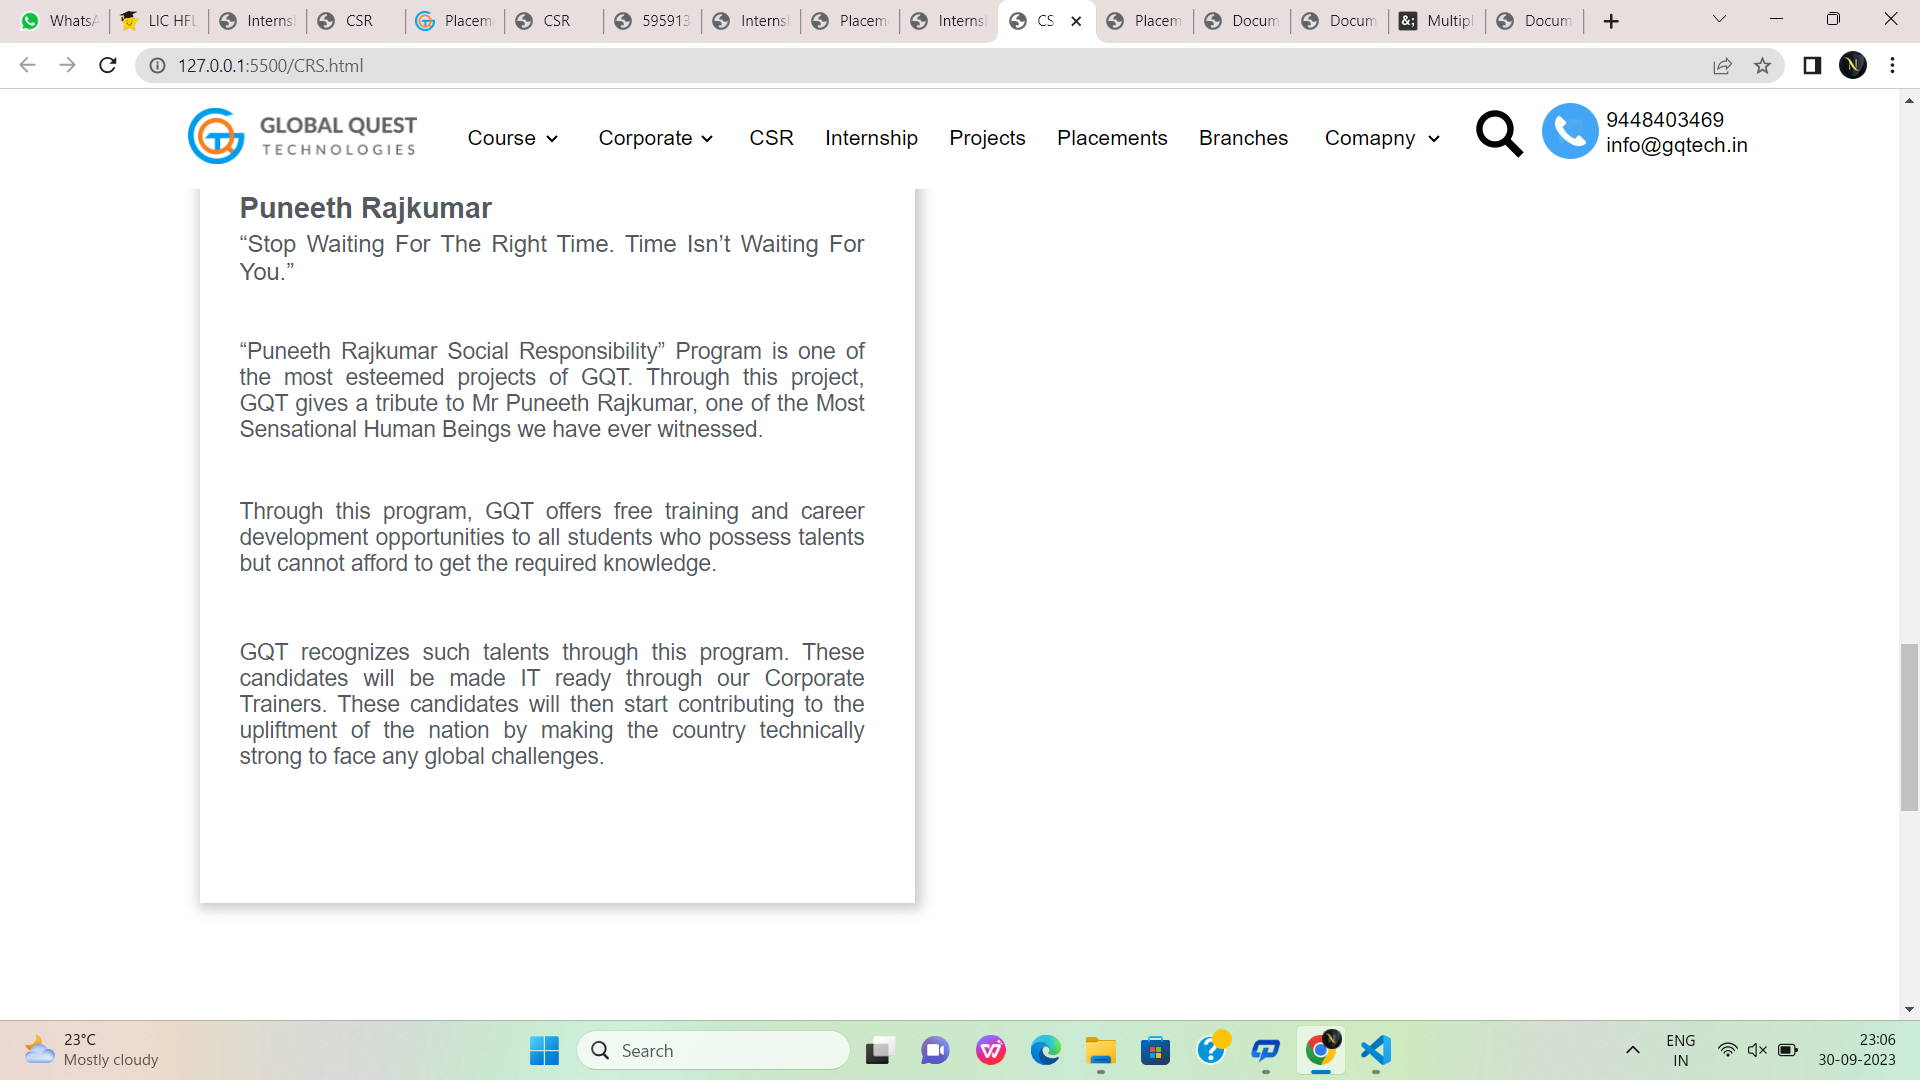 WhatsA LIC HFL Interns CSR Placem CSR 595913 Interns Placem Interns CS Placem Docum Docum Multip Docum
127.0.0.1:5500/CRS.html
GLOBAL QUEST
TECHNOLOGIES
Course Corporate CSR Internship Projects Placements Branches Comapny
9448403469
info@gqtech.in
Puneeth Rajkumar
“Stop Waiting For The Right Time. Time Isn’t Waiting For
You.”
“Puneeth Rajkumar Social Responsibility” Program is one of
the most esteemed projects of GQT. Through this project,
GQT gives a tribute to Mr Puneeth Rajkumar, one of the Most
Sensational Human Beings we have ever witnessed.
Through this program, GQT offers free training and career
development opportunities to all students who possess talents
but cannot afford to get the required knowledge.
GQT recognizes such talents through this program. These
candidates will be made IT ready through our Corporate
Trainers. These candidates will then start contributing to the
upliftment of the nation by making the country technically
strong to face any global challenges.
23°C
Mostly cloudy
Search
ENG
IN
23:06
30-09-2023